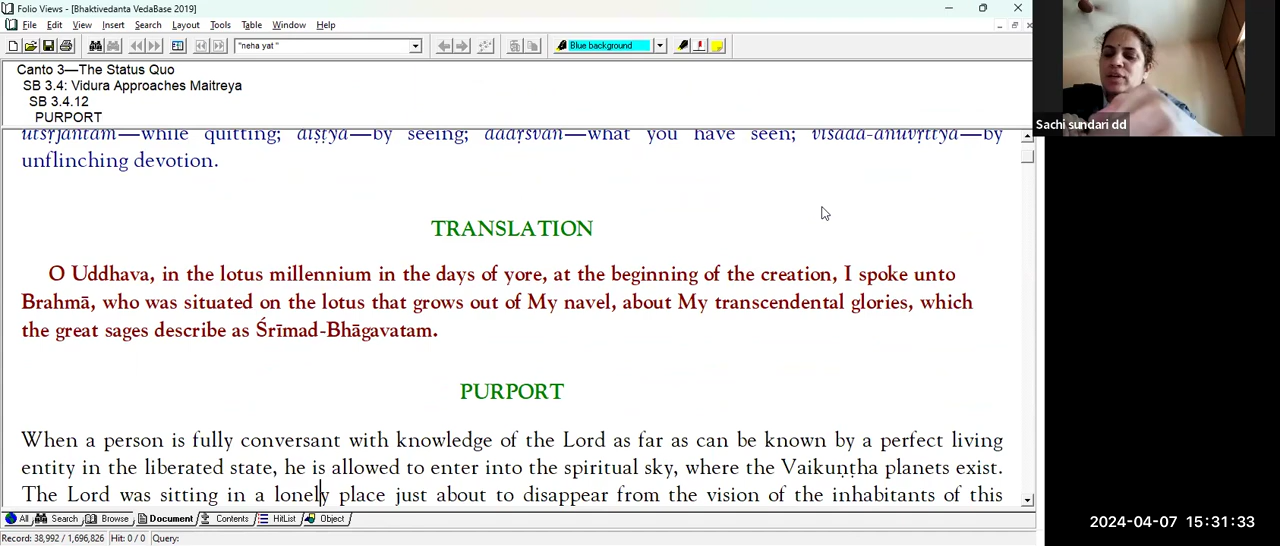 Folio Views - [Bhaktivedanta VedaBase 2019]
File Edit View Insert Search Layout Tools Table Window Help
"neha yat "
Blue background
Canto 3—The Status Quo
SB 3.4: Vidura Approaches Maitreya
SB 3.4.12
PURPORT
utsṛjantam—while quitting; diṣṭyā—by seeing; dadṛśvān—what you have seen; viśada-anuvṛttyā—by
unflinching devotion.
TRANSLATION
O Uddhava, in the lotus millennium in the days of yore, at the beginning of the creation, I spoke unto
Brahmā, who was situated on the lotus that grows out of My navel, about My transcendental glories, which
the great sages describe as Śrīmad-Bhāgavatam.
PURPORT
When a person is fully conversant with knowledge of the Lord as far as can be known by a perfect living
entity in the liberated state, he is allowed to enter into the spiritual sky, where the Vaikuṇṭha planets exist.
The Lord was sitting in a lonely place just about to disappear from the vision of the inhabitants of this
All Search Browse Document Contents HitList Object
Record: 38,992 / 1,696,826 Hit: 0 / 0 Query:
Sachi sundari dd
2024-04-07 15:31:33